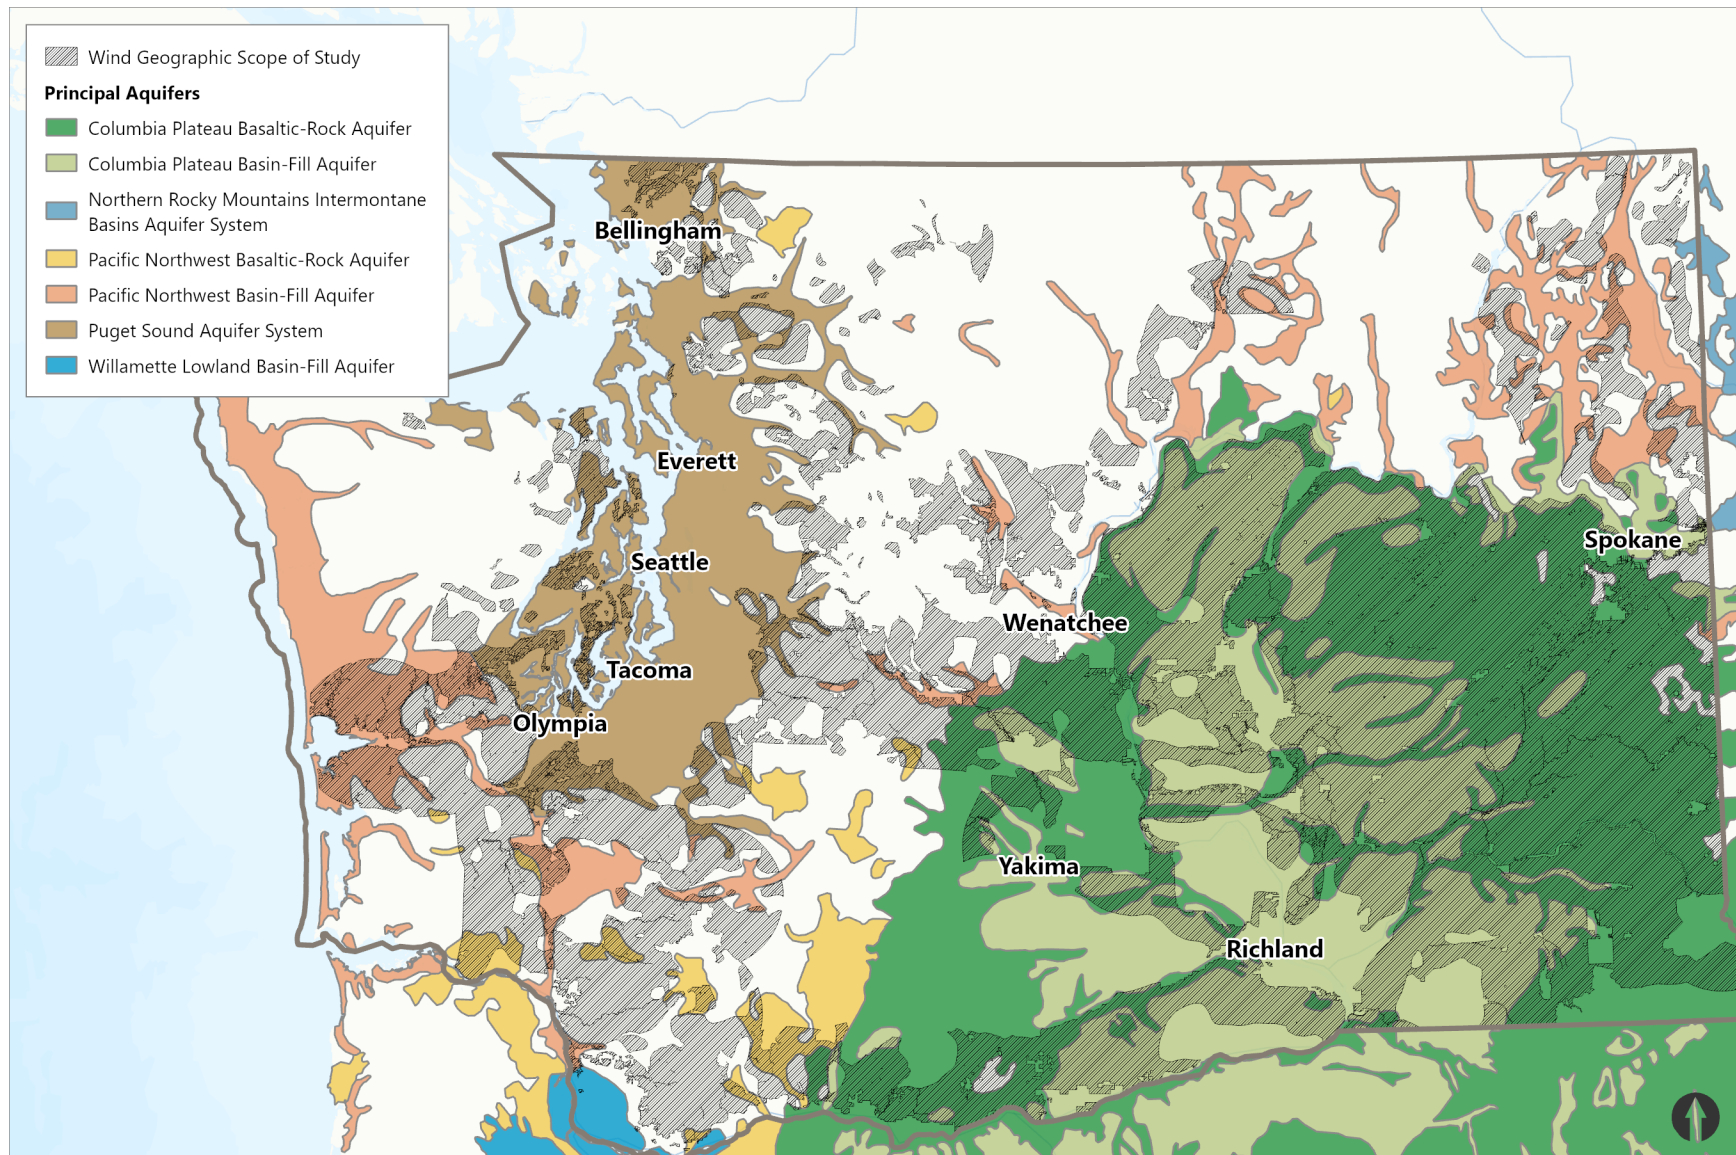 Wind Geographic Scope of Study
Principal Aquifers
Columbia Plateau Basaltic-Rock Aquifer
Columbia Plateau Basin-Fill Aquifer
Northern Rocky Mountains Intermontane
Basins Aquifer System
Pacific Northwest Basaltic-Rock Aquifer
Pacific Northwest Basin-Fill Aquifer
Puget Sound Aquifer System
Willamette Lowland Basin-Fill Aquifer
Bellingham
Everett
Seattle
Spokane
Wenatchee
Tacoma
Olympia
Yakima
Richland